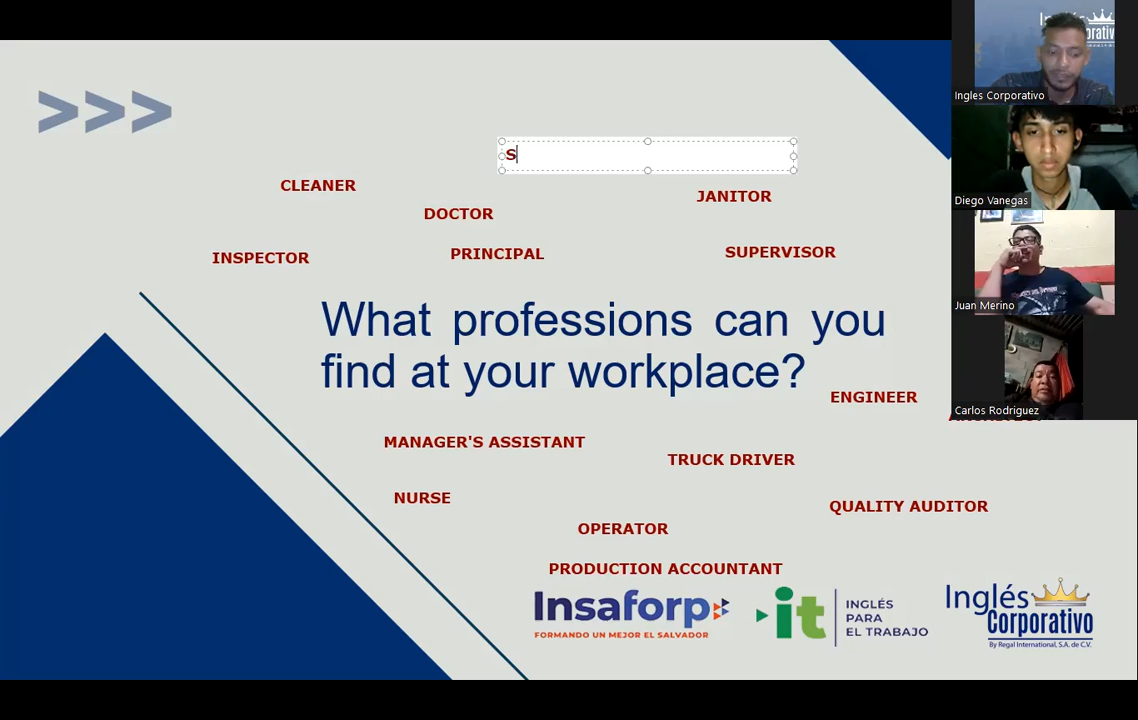 >>>
Ingles Corporativo
Diego Vanegas
Juan Merino
Carlos Rodriguez
S
CLEANER
JANITOR
DOCTOR
INSPECTOR
PRINCIPAL
SUPERVISOR
What professions can you
find at your workplace?
ENGINEER
MANAGER'S ASSISTANT
TRUCK DRIVER
NURSE
QUALITY AUDITOR
OPERATOR
PRODUCTION ACCOUNTANT
Insaforp
FORMANDO UN MEJOR EL SALVADOR
it
INGLÉS
PARA
EL TRABAJO
Inglés
Corporativo
By Regal International, S.A. de C.V.